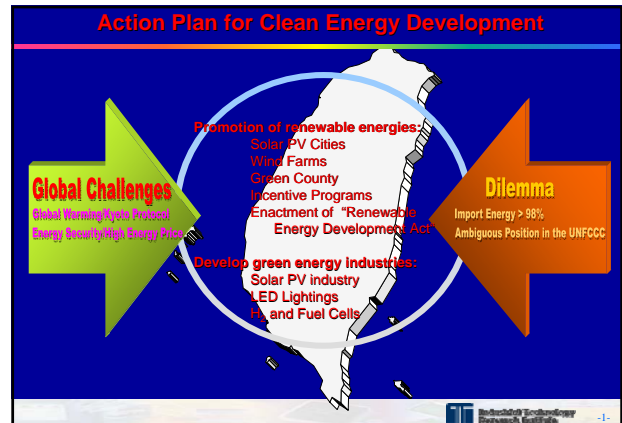 Action Plan for Clean Energy Development
Promotion of renewable energies:
Solar PV Cities
Wind Farms
Green County
Incentive Programs
Enactment of “Renewable
Energy Development Act”
Develop green energy industries:
Solar PV industry
LED Lightings
H2 and Fuel Cells
Global Challenges
Global Warming/Kyoto Protocol
Energy Security/High Energy Price
Dilemma
Import Energy > 98%
Ambiguous Position in the UNFCCC
Industrial Technology
Research Institute
-1-